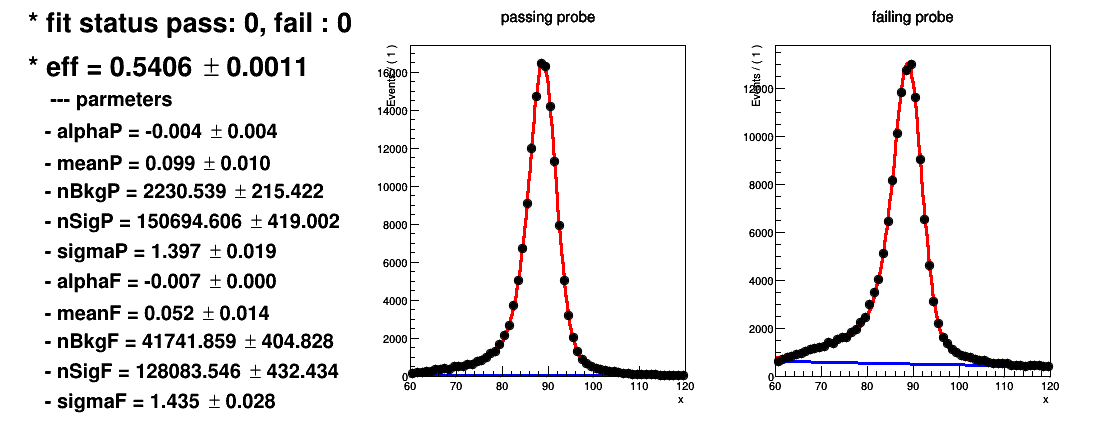 * fit status pass: 0, fail : 0
* eff = 0.5406 ± 0.0011
--- parmeters
- alphaP = -0.004 ± 0.004
- meanP = 0.099 ± 0.010
- nBkgP = 2230.539 ± 215.422
- nSigP = 150694.606 ± 419.002
- sigmaP = 1.397 ± 0.019
- alphaF = -0.007 ± 0.000
- meanF = 0.052 ± 0.014
- nBkgF = 41741.859 ± 404.828
- nSigF = 128083.546 ± 432.434
- sigmaF = 1.435 ± 0.028
passing probe
Events / ( 1 )
16000
14000
12000
10000
8000
6000
4000
2000
0
60 70 80 90 100 110 120
x
failing probe
Events / ( 1 )
12000
10000
8000
6000
4000
2000
0
60 70 80 90 100 110 120
x